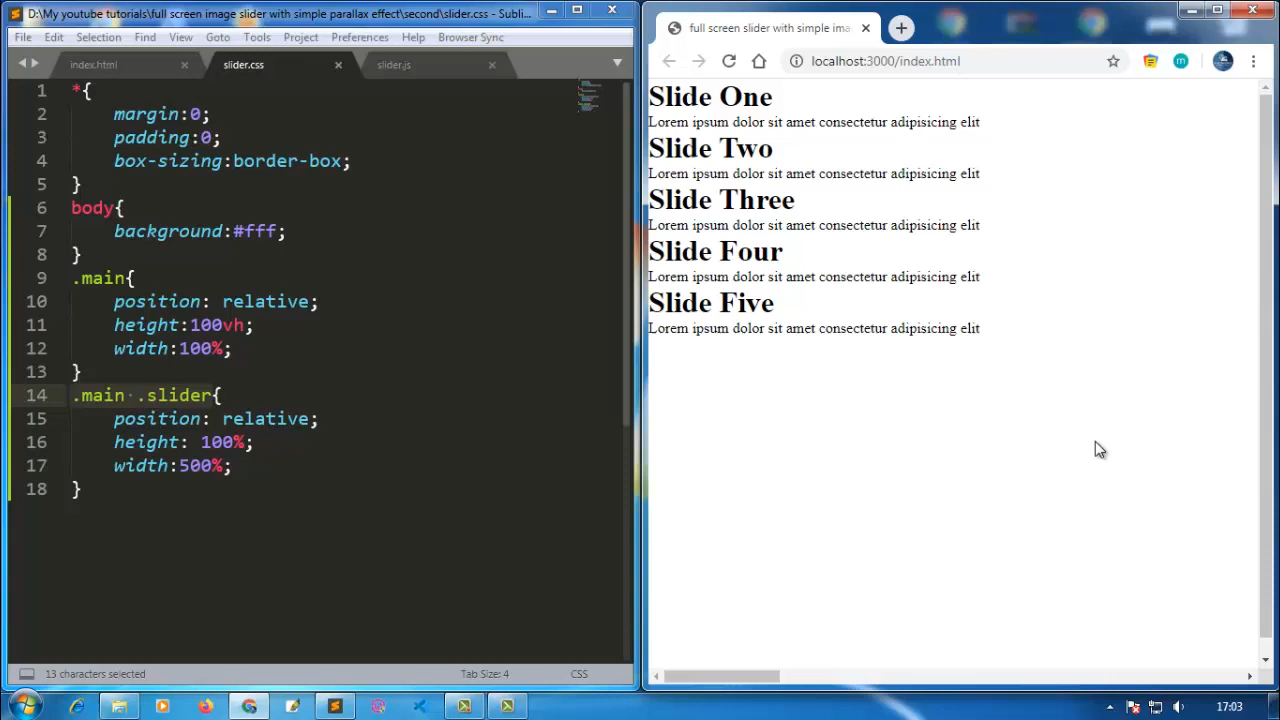 D:\My youtube tutorials\full screen image slider with simple parallax effect\second\slider.css - Subli...
File Edit Selection Find View Goto Tools Project Preferences Help Browser Sync
index.html slider.css slider.js
1 *{
2 margin:0;
3 padding:0;
4 box-sizing:border-box;
5 }
6 body{
7 background:#fff;
8 }
9 .main{
10 position: relative;
11 height:100vh;
12 width:100%;
13 }
14 .main .slider{
15 position: relative;
16 height: 100%;
17 width:500%;
18 }
13 characters selected
Tab Size: 4
CSS
full screen slider with simple ima
localhost:3000/index.html
m
Slide One
Lorem ipsum dolor sit amet consectetur adipisicing elit
Slide Two
Lorem ipsum dolor sit amet consectetur adipisicing elit
Slide Three
Lorem ipsum dolor sit amet consectetur adipisicing elit
Slide Four
Lorem ipsum dolor sit amet consectetur adipisicing elit
Slide Five
Lorem ipsum dolor sit amet consectetur adipisicing elit
17:03